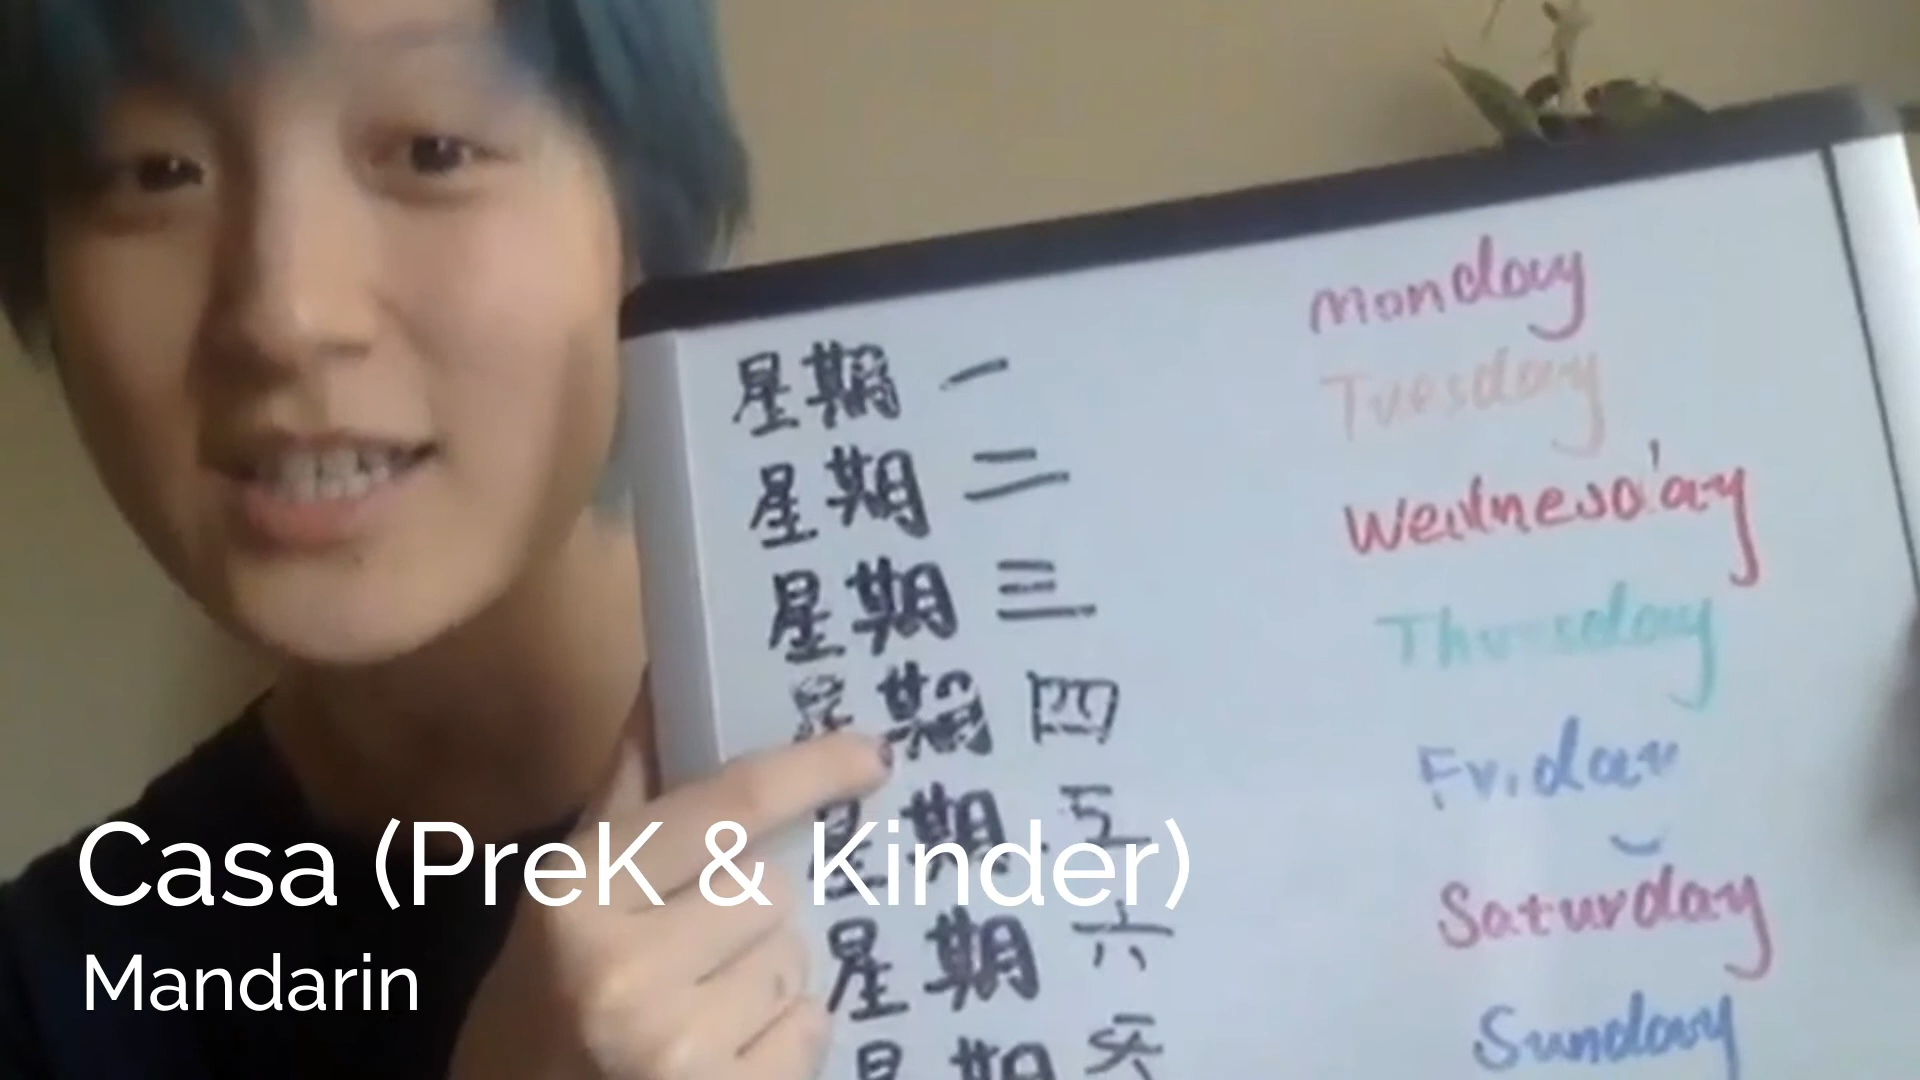 星期一 Monday
星期二 Tuesday
星期三 Wednesday
星期四 Thursday
星期五 Friday
星期六 Saturday
星期 Sunday
Casa (PreK & Kinder)
Mandarin